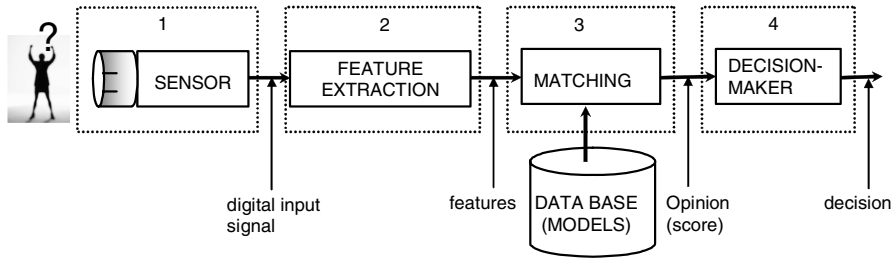 1
2
3
4
?
SENSOR
FEATURE
EXTRACTION
MATCHING
DECISION-
MAKER
digital input
signal
features
DATA BASE
(MODELS)
Opinion
(score)
decision